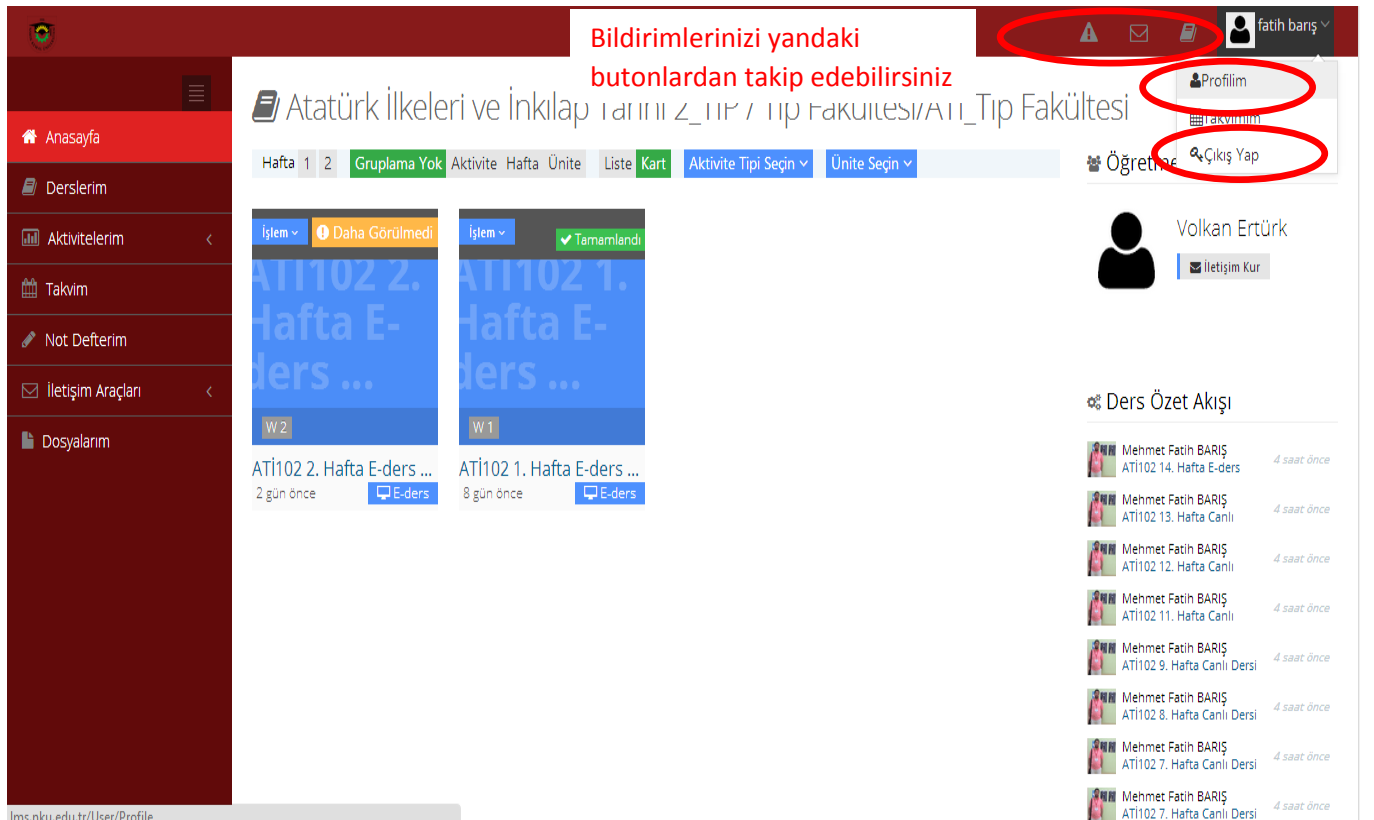 Bildirimlerinizi yandaki
butonlardan takip edebilirsiniz
fatih barış
Profilim
Takvimim
Çıkış Yap
Atatürk İlkeleri ve İnkılap Tarihi 2_TIP / Tıp Fakültesi/ATİ_Tıp Fakültesi
Anasayfa
Derslerim
Aktivitelerim
Takvim
Not Defterim
İletişim Araçları
Dosyalarım
Hafta 1 2 Gruplama Yok Aktivite Hafta Ünite Liste Kart Aktivite Tipi Seçin Ünite Seçin
İşlem Daha Görülmedi
ATİ102 2.
Hafta E-
ders ...
W 2
ATİ102 2. Hafta E-ders ...
2 gün önce E-ders
İşlem Tamamlandı
ATİ102 1.
Hafta E-
ders ...
W 1
ATİ102 1. Hafta E-ders ...
8 gün önce E-ders
Öğretme
Volkan Ertürk
İletişim Kur
Ders Özet Akışı
Mehmet Fatih BARIŞ
ATİ102 14. Hafta E-ders 4 saat önce
Mehmet Fatih BARIŞ
ATİ102 13. Hafta Canlı 4 saat önce
Mehmet Fatih BARIŞ
ATİ102 12. Hafta Canlı 4 saat önce
Mehmet Fatih BARIŞ
ATİ102 11. Hafta Canlı 4 saat önce
Mehmet Fatih BARIŞ
ATİ102 9. Hafta Canlı Dersi 4 saat önce
Mehmet Fatih BARIŞ
ATİ102 8. Hafta Canlı Dersi 4 saat önce
Mehmet Fatih BARIŞ
ATİ102 7. Hafta Canlı Dersi 4 saat önce
Mehmet Fatih BARIŞ
ATİ102 7. Hafta Canlı Dersi 4 saat önce
lms.nku.edu.tr/User/Profile